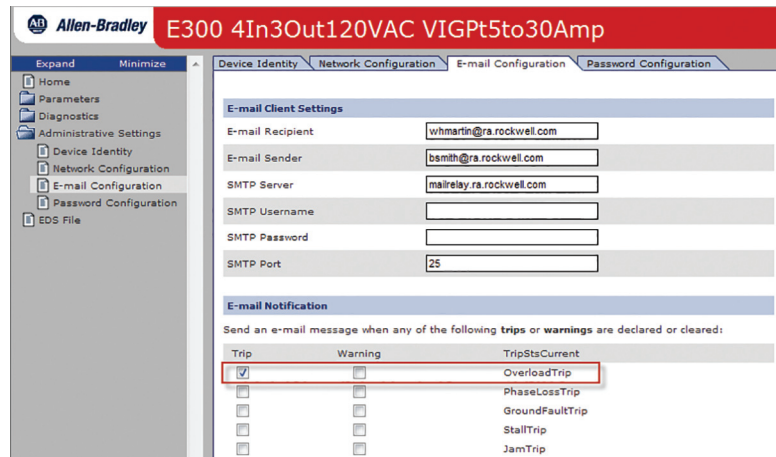 AB Allen-Bradley
E300 4In3Out120VAC VIGPt5to30Amp
Expand Minimize
Home
Parameters
Diagnostics
Administrative Settings
Device Identity
Network Configuration
E-mail Configuration
Password Configuration
EDS File
Device Identity Network Configuration E-mail Configuration Password Configuration
E-mail Client Settings
E-mail Recipient whmartin@ra.rockwell.com
E-mail Sender bsmith@ra.rockwell.com
SMTP Server mailrelay.ra.rockwell.com
SMTP Username
SMTP Password
SMTP Port 25
E-mail Notification
Send an e-mail message when any of the following trips or warnings are declared or cleared:
Trip Warning TripStsCurrent
OverloadTrip
PhaseLossTrip
GroundFaultTrip
StallTrip
JamTrip